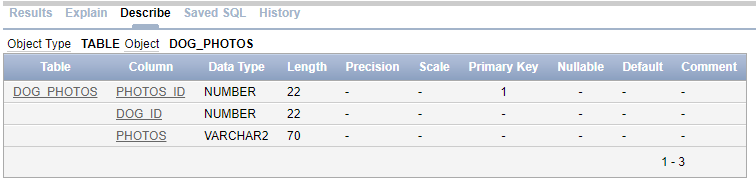 Results Explain Describe Saved SQL History
Object Type TABLE Object DOG_PHOTOS
Table Column Data Type Length Precision Scale Primary Key Nullable Default Comment
DOG_PHOTOS PHOTOS_ID NUMBER 22 - - 1 - - -
DOG_ID NUMBER 22 - - - - - -
PHOTOS VARCHAR2 70 - - - - - -
1 - 3